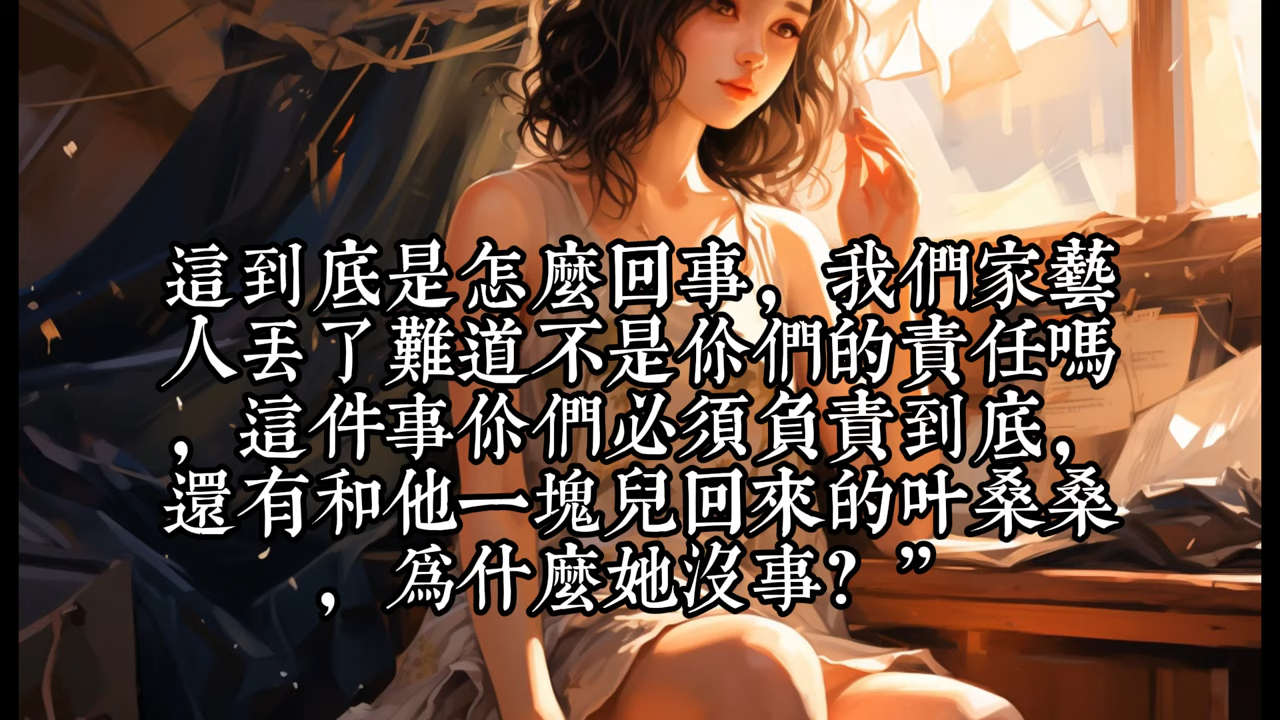 這到底是怎麼回事，我們家藝
人丟了難道不是你們的責任嗎
，這件事你們必須負責到底，
還有和他一塊兒回來的叶桑桑
，爲什麼她沒事？”